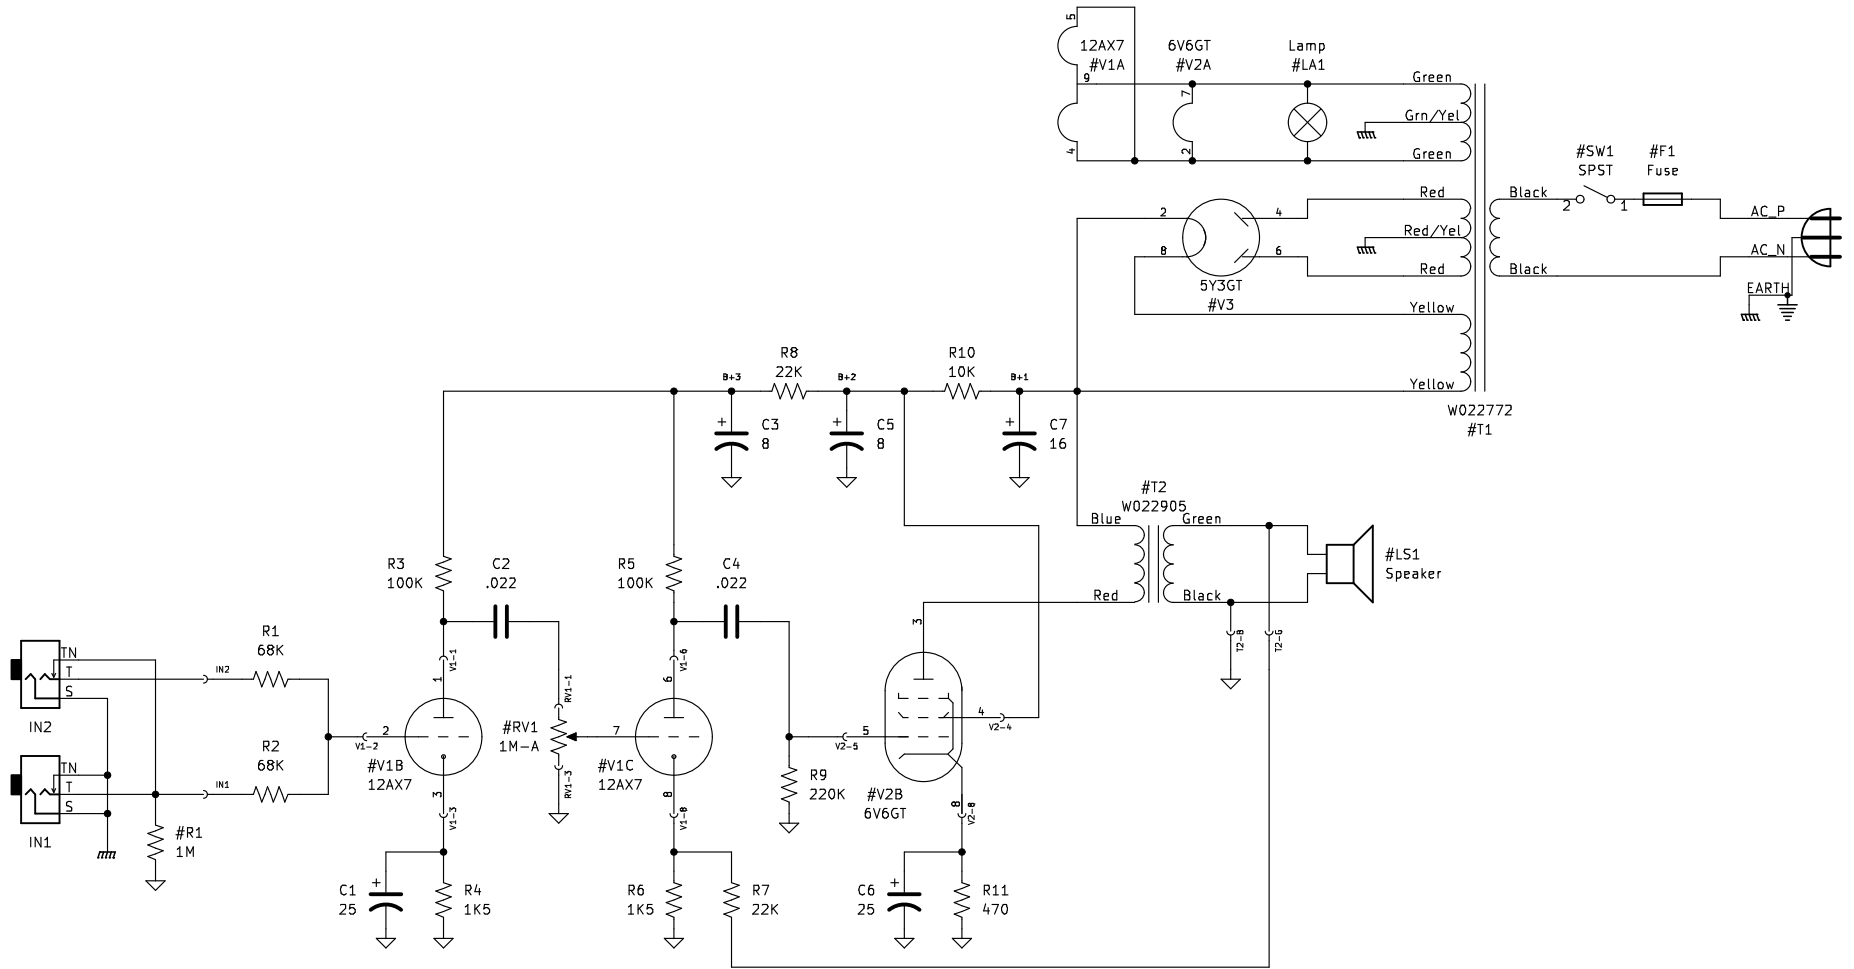 5
12AX7
#V1A
9
4
6V6GT
#V2A
7
2
Lamp
#LA1
Green
Grn/Yel
Green
#SW1
SPST
#F1
Fuse
Red
Red/Yel
Red
Black
2
1
AC_P
AC_N
Black
EARTH
2
8
4
6
5Y3GT
#V3
Yellow
Yellow
W022772
#T1
R8
22K
R10
10K
B+3
B+2
B+1
C3
8
C5
8
C7
16
#T2
W022905
Blue
Green
Red
Black
#LS1
Speaker
T2-B
T2-G
R3
100K
C2
.022
R5
100K
C4
.022
3
R1
68K
TN
T
S
IN2
IN2
V1-1
1
RV1-1
V1-6
6
R2
68K
V1-2
2
#V1B
12AX7
#RV1
1M-A
7
#V1C
12AX7
V2-5
5
4
V2-4
TN
T
S
IN1
IN1
3
V1-3
RV1-3
8
V1-8
R9
220K
#V2B
6V6GT
8
V2-8
#R1
1M
C1
25
R4
1K5
R6
1K5
R7
22K
C6
25
R11
470